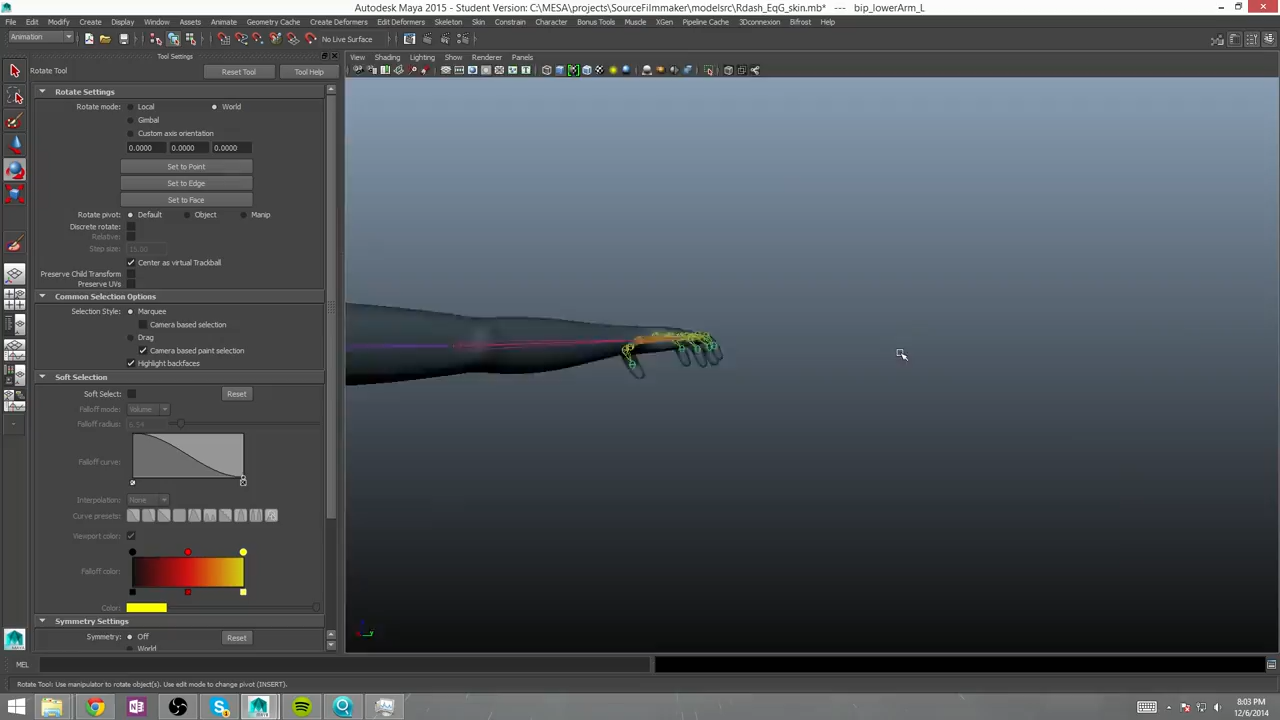 Autodesk Maya 2015 - Student Version: C:\MESA\projects\SourceFilmmaker\modelsrc\Rdash_EqG_skin.mb*  ---  bip_lowerArm_L
File Edit Modify Create Display Window Assets Animate Geometry Cache Create Deformers Edit Deformers Skeleton Skin Constrain Character Bonus Tools Muscle XGen Pipeline Cache 3Dconnexion Bifrost Help
Animation No Live Surface
Tool Settings View Shading Lighting Show Renderer Panels
Rotate Tool Reset Tool Tool Help
Rotate Settings
Rotate mode: Local World
Gimbal
Custom axis orientation
0.0000 0.0000 0.0000
Set to Point
Set to Edge
Set to Face
Rotate pivot: Default Object Manip
Discrete rotate:
Relative:
Step size: 15.00
Center as virtual Trackball
Preserve Child Transform
Preserve UVs
Common Selection Options
Selection Style: Marquee
Camera based selection
Drag
Camera based paint selection
Highlight backfaces
Soft Selection
Soft Select: Reset
Falloff mode: Volume
Falloff radius: 6.54
Falloff curve:
Interpolation: None
Curve presets:
Viewport color:
Falloff color:
Color:
Symmetry Settings
Symmetry: Off Reset
World
MEL
Rotate Tool: Use manipulator to rotate object(s). Use edit mode to change pivot (INSERT).
8:03 PM
12/6/2014